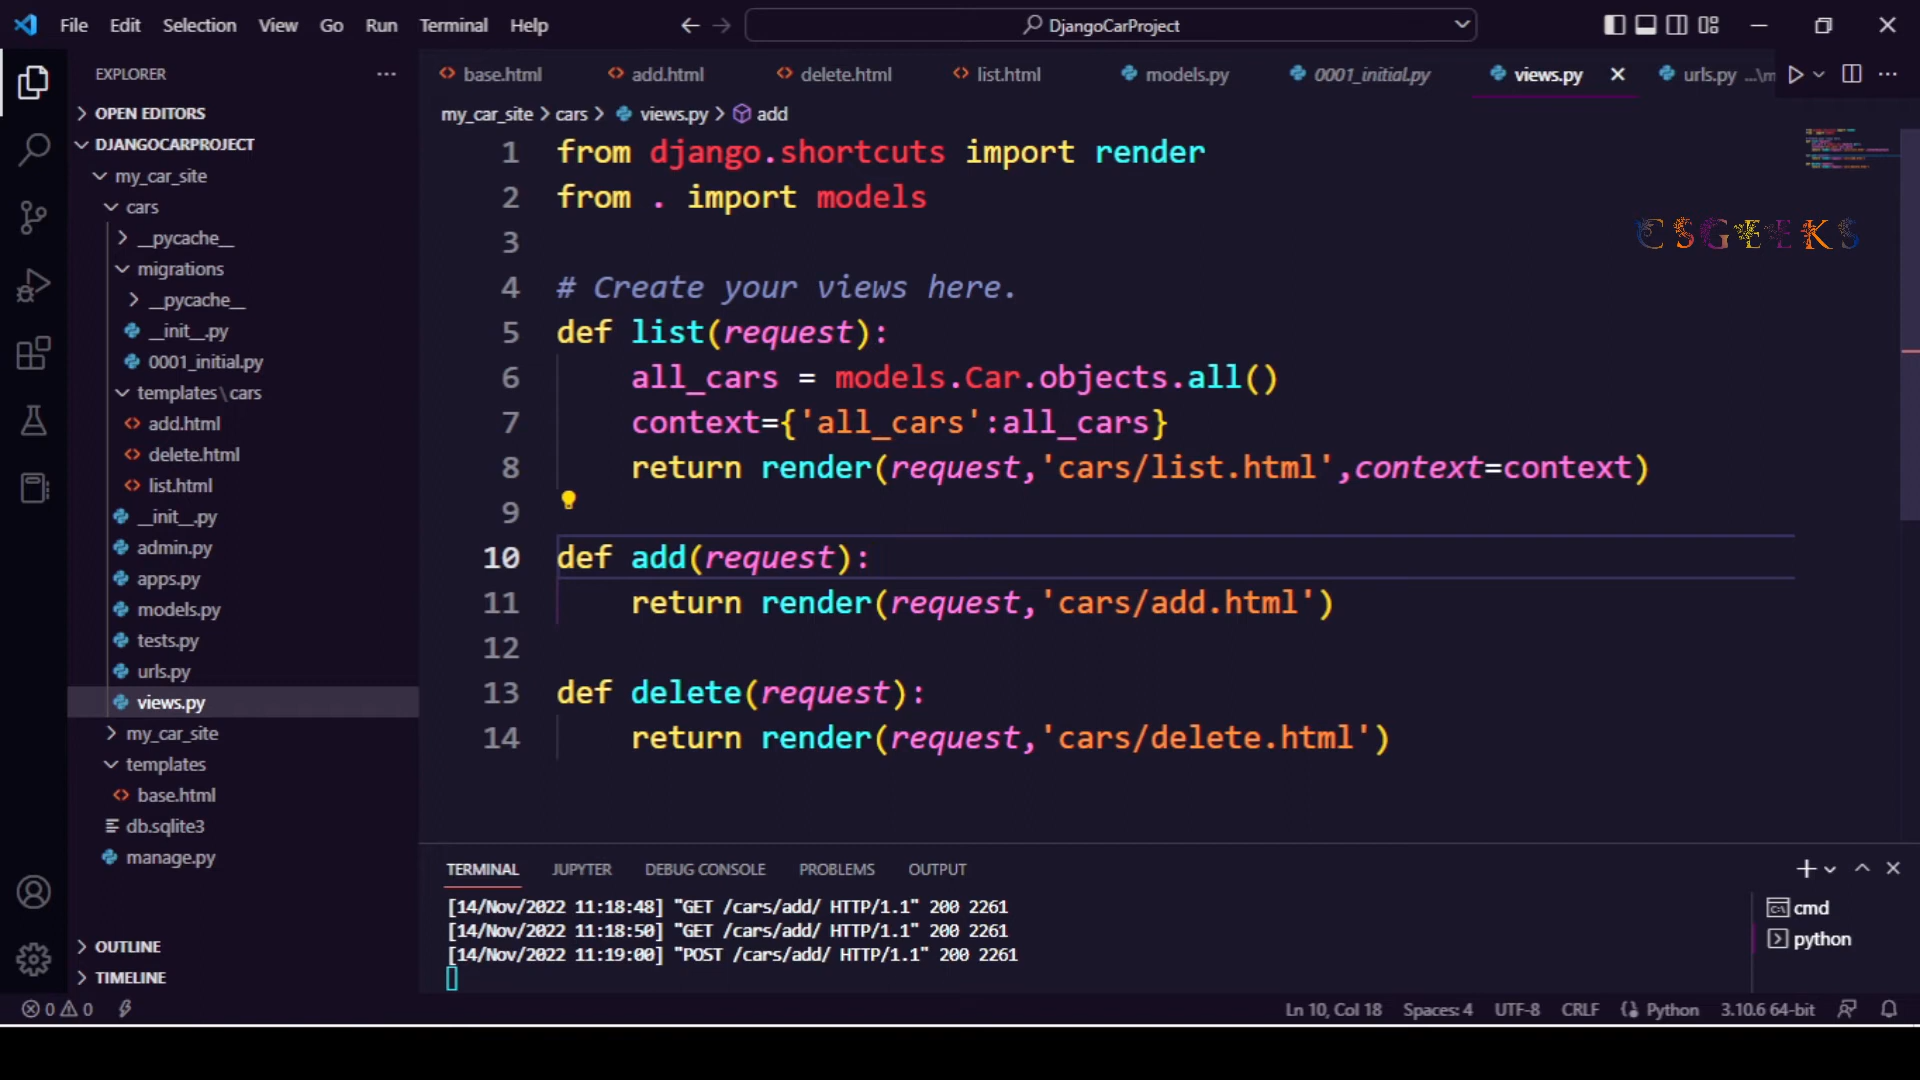 File Edit Selection View Go Run Terminal Help
DjangoCarProject
EXPLORER
OPEN EDITORS
DJANGOCARPROJECT
my_car_site
cars
__pycache__
migrations
__pycache__
__init__.py
0001_initial.py
templates\cars
add.html
delete.html
list.html
__init__.py
admin.py
apps.py
models.py
tests.py
urls.py
views.py
my_car_site
templates
base.html
db.sqlite3
manage.py
OUTLINE
TIMELINE
base.html add.html delete.html list.html models.py 0001_initial.py views.py urls.py ...\m
my_car_site > cars > views.py > add
1 from django.shortcuts import render
2 from . import models
3
4 # Create your views here.
5 def list(request):
6 all_cars = models.Car.objects.all()
7 context={'all_cars':all_cars}
8 return render(request,'cars/list.html',context=context)
9
10 def add(request):
11 return render(request,'cars/add.html')
12
13 def delete(request):
14 return render(request,'cars/delete.html')
CSGEEKS
TERMINAL JUPYTER DEBUG CONSOLE PROBLEMS OUTPUT
[14/Nov/2022 11:18:48] "GET /cars/add/ HTTP/1.1" 200 2261
[14/Nov/2022 11:18:50] "GET /cars/add/ HTTP/1.1" 200 2261
[14/Nov/2022 11:19:00] "POST /cars/add/ HTTP/1.1" 200 2261
cmd
python
0 0 Ln 10, Col 18 Spaces: 4 UTF-8 CRLF Python 3.10.6 64-bit